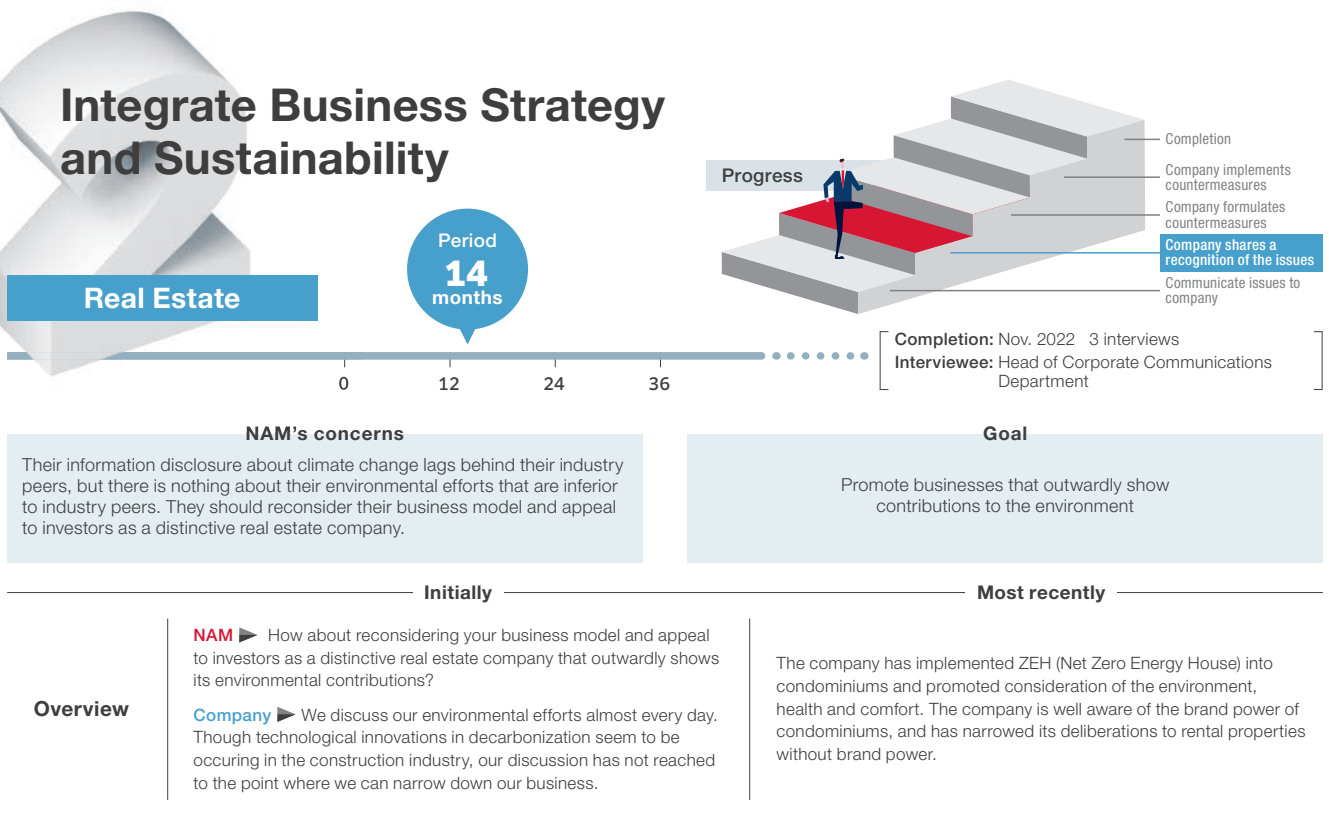 2
Integrate Business Strategy
and Sustainability
Real Estate
Period
14
months
0
12
24
36
Progress
Completion
Company implements
countermeasures
Company formulates
countermeasures
Company shares a
recognition of the issues
Communicate issues to
company
Completion: Nov. 2022 3 interviews
Interviewee: Head of Corporate Communications
Department
NAM's concerns
Their information disclosure about climate change lags behind their industry
peers, but there is nothing about their environmental efforts that are inferior
to industry peers. They should reconsider their business model and appeal
to investors as a distinctive real estate company.
Goal
Promote businesses that outwardly show
contributions to the environment
Initially
Most recently
Overview
NAM ▶ How about reconsidering your business model and appeal
to investors as a distinctive real estate company that outwardly shows
its environmental contributions?
Company ▶ We discuss our environmental efforts almost every day.
Though technological innovations in decarbonization seem to be
occuring in the construction industry, our discussion has not reached
to the point where we can narrow down our business.
The company has implemented ZEH (Net Zero Energy House) into
condominiums and promoted consideration of the environment,
health and comfort. The company is well aware of the brand power of
condominiums, and has narrowed its deliberations to rental properties
without brand power.